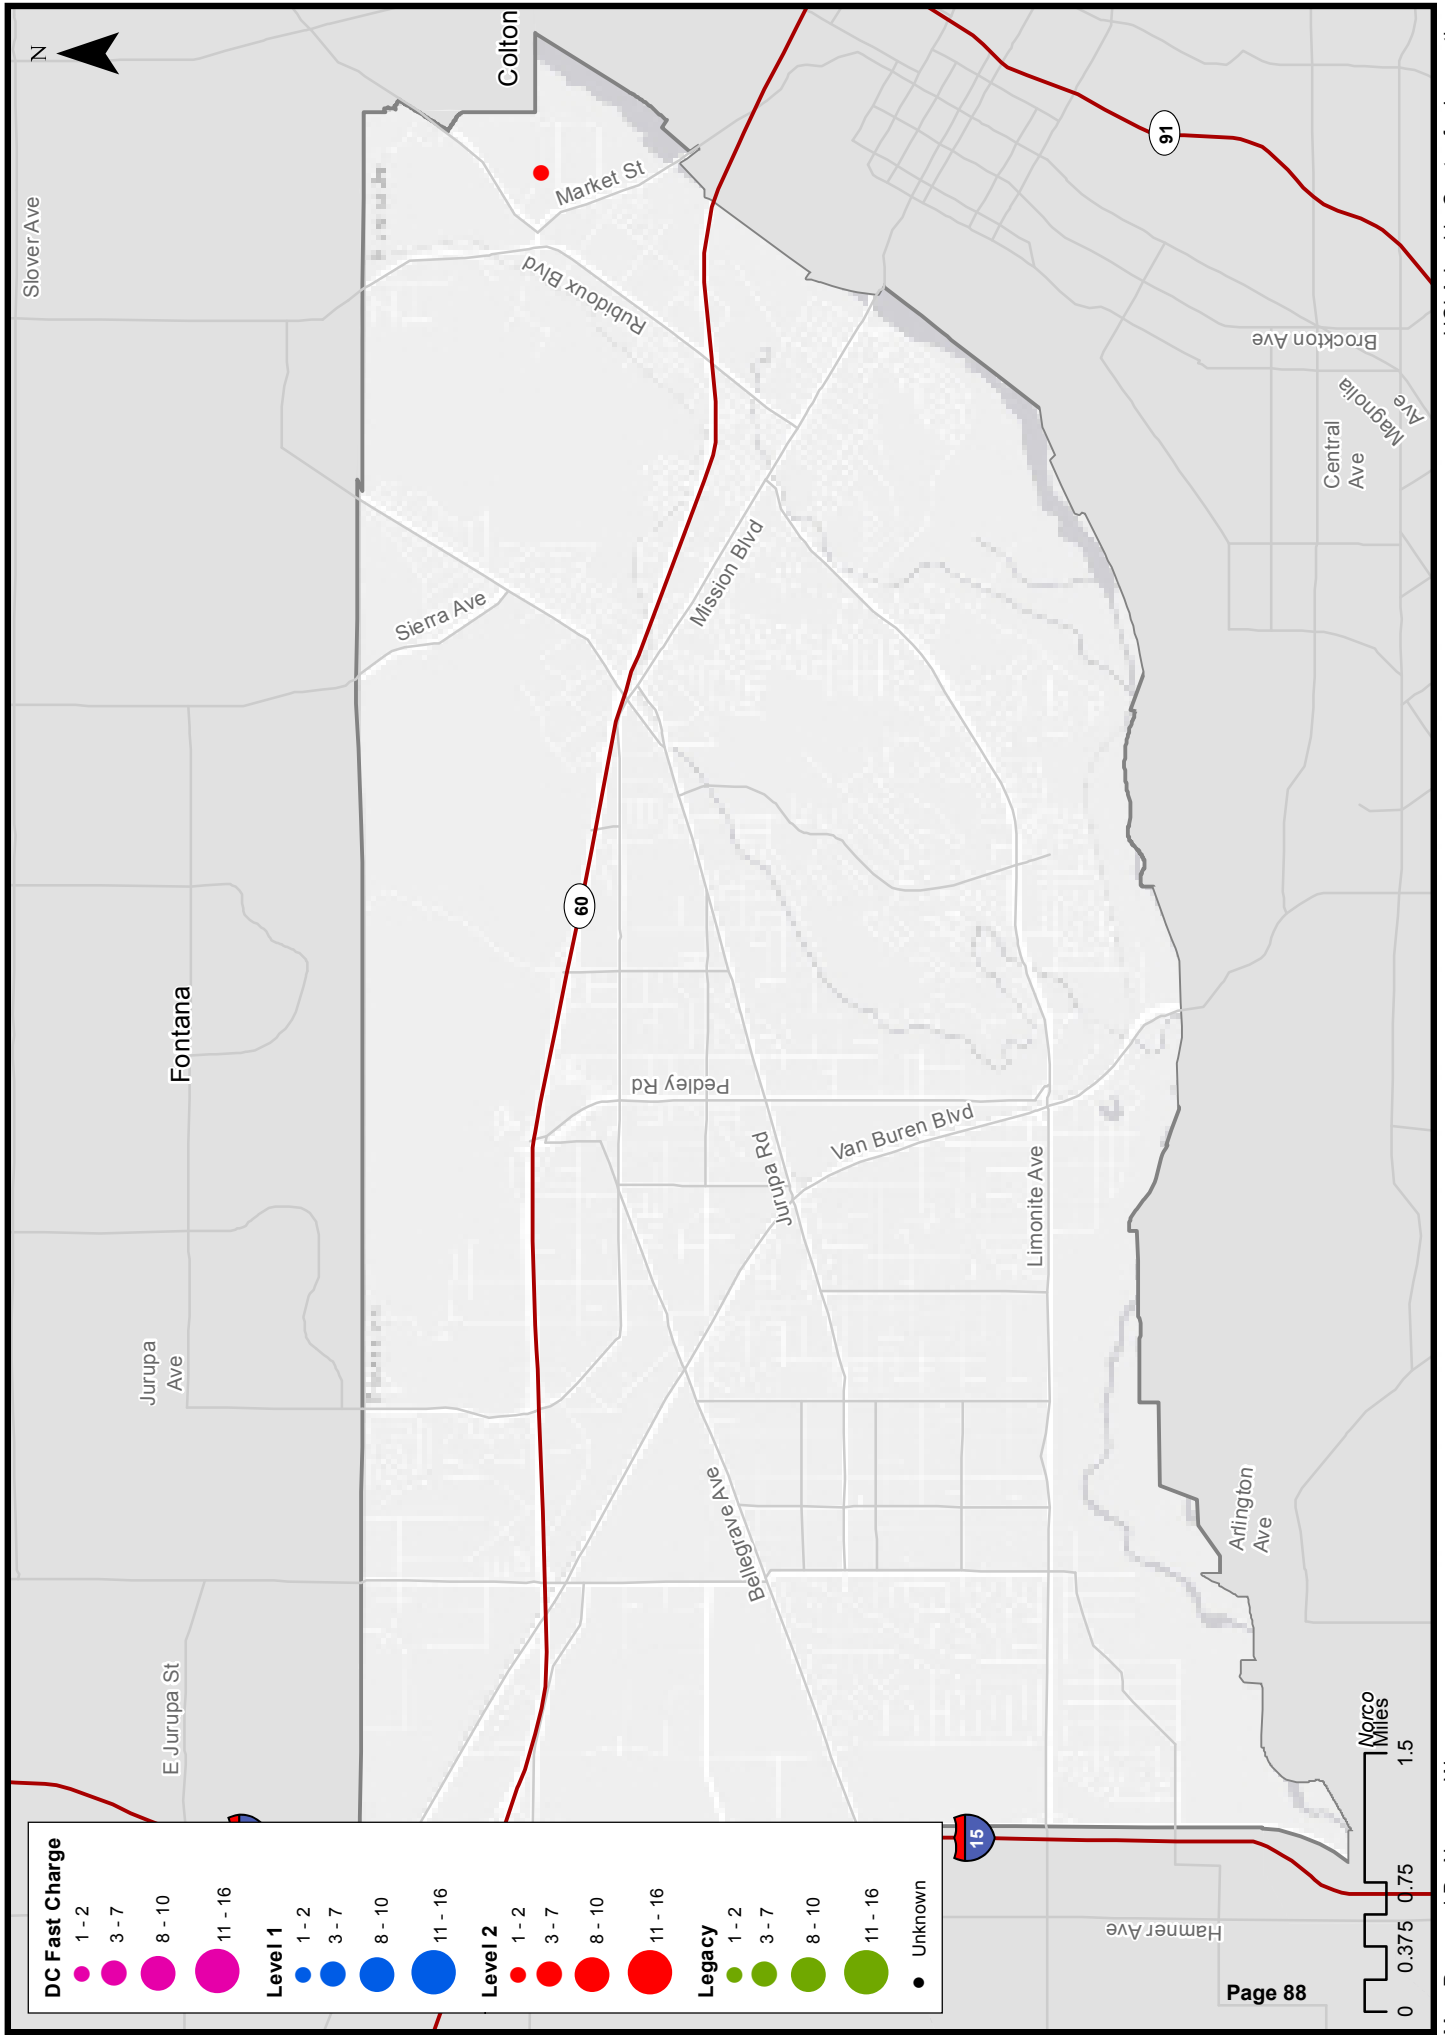 N
Slover Ave
Colton
Market St
Rubidoux Blvd
91
Brockton Ave
Magnolia
Ave
Central
Ave
Sierra Ave
Mission Blvd
60
Fontana
Pedley Rd
Van Buren Blvd
Jurupa Rd
Limonite Ave
Jurupa
Ave
Bellegrave Ave
Arlington
Ave
E Jurupa St
15
Hamner Ave
Norco
DC Fast Charge
1 - 2
3 - 7
8 - 10
11 - 16
Level 1
1 - 2
3 - 7
8 - 10
11 - 16
Level 2
1 - 2
3 - 7
8 - 10
11 - 16
Legacy
1 - 2
3 - 7
8 - 10
11 - 16
Unknown
Page 88
0 0.375 0.75 1.5
Miles